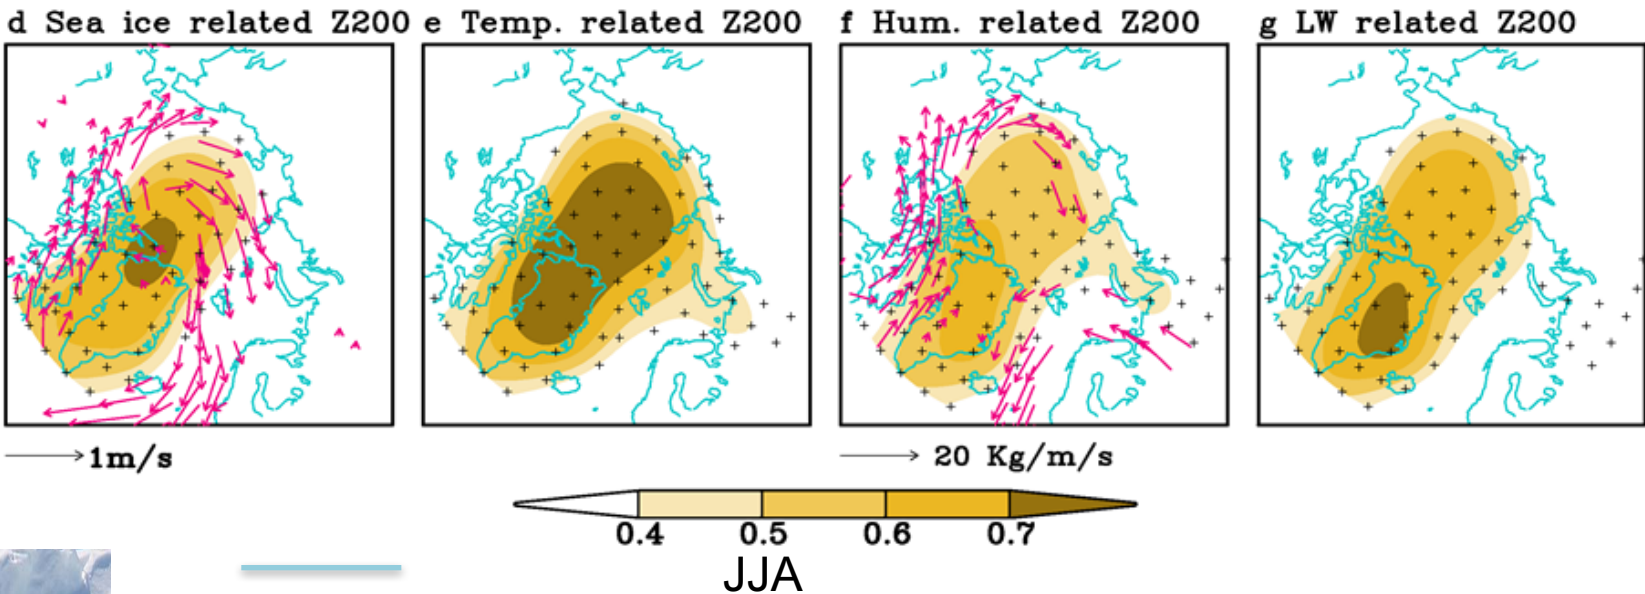 d Sea ice related Z200
e Temp. related Z200
f Hum. related Z200
g LW related Z200
1m/s
20 Kg/m/s
0.4 0.5 0.6 0.7
JJA